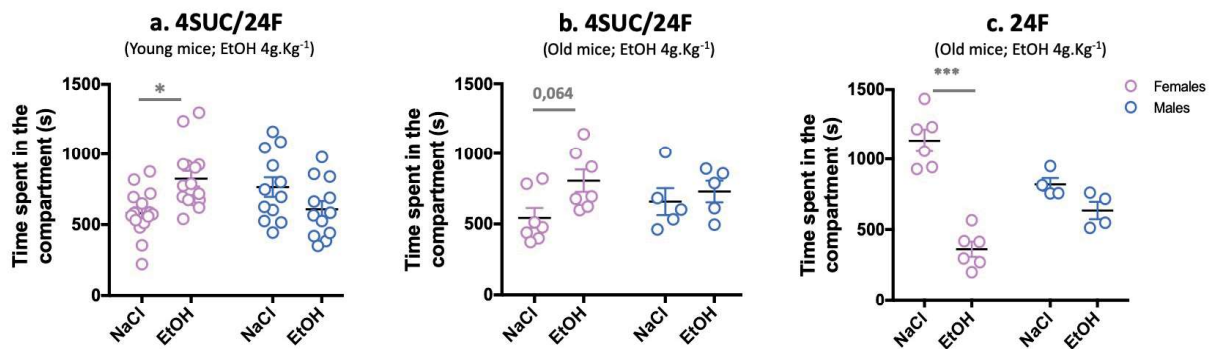 a. 4SUC/24F
(Young mice; EtOH 4g.Kg-1)
Time spent in the
compartment (s)
1500
1000
500
0
*
NaCl
EtOH
NaCl
EtOH
b. 4SUC/24F
(Old mice; EtOH 4g.Kg-1)
Time spent in the
compartment (s)
1500
1000
500
0
0,064
NaCl
EtOH
NaCl
EtOH
c. 24F
(Old mice; EtOH 4g.Kg-1)
Time spent in the
compartment (s)
1500
1000
500
0
***
NaCl
EtOH
NaCl
EtOH
Females
Males